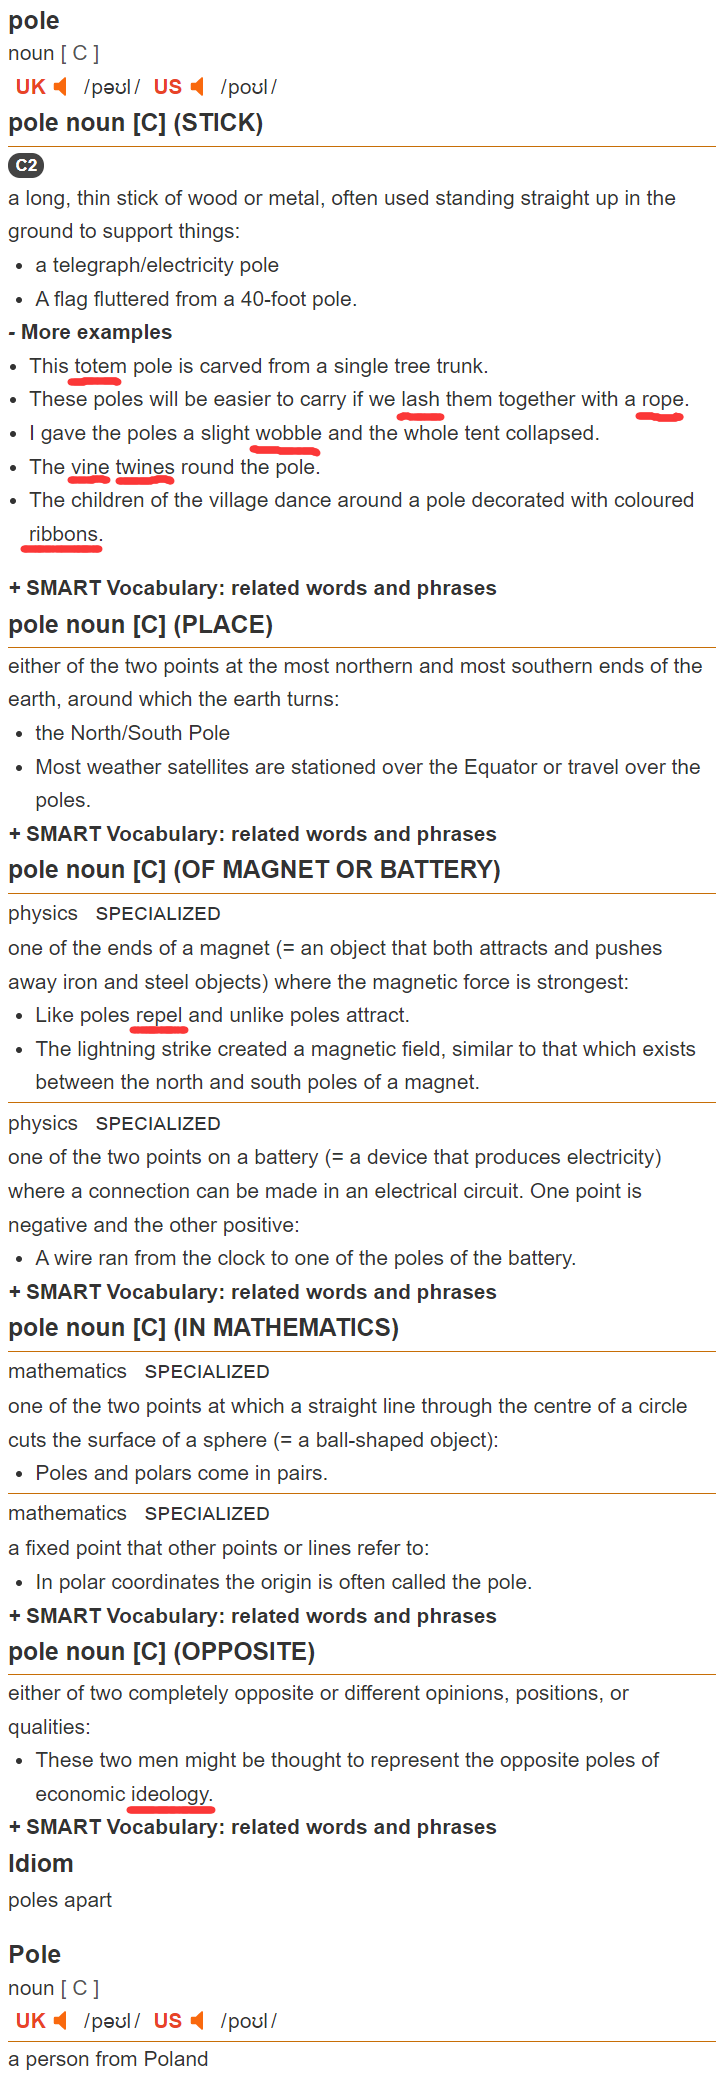 pole
noun [ C ]
UK /pəʊl/ US /poʊl/
pole noun [C] (STICK)
C2
a long, thin stick of wood or metal, often used standing straight up in the
ground to support things:
• a telegraph/electricity pole
• A flag fluttered from a 40-foot pole.
- More examples
• This totem pole is carved from a single tree trunk.
• These poles will be easier to carry if we lash them together with a rope.
• I gave the poles a slight wobble and the whole tent collapsed.
• The vine twines round the pole.
• The children of the village dance around a pole decorated with coloured
ribbons.
+ SMART Vocabulary: related words and phrases
pole noun [C] (PLACE)
either of the two points at the most northern and most southern ends of the
earth, around which the earth turns:
• the North/South Pole
• Most weather satellites are stationed over the Equator or travel over the
poles.
+ SMART Vocabulary: related words and phrases
pole noun [C] (OF MAGNET OR BATTERY)
physics SPECIALIZED
one of the ends of a magnet (= an object that both attracts and pushes
away iron and steel objects) where the magnetic force is strongest:
• Like poles repel and unlike poles attract.
• The lightning strike created a magnetic field, similar to that which exists
between the north and south poles of a magnet.
physics SPECIALIZED
one of the two points on a battery (= a device that produces electricity)
where a connection can be made in an electrical circuit. One point is
negative and the other positive:
• A wire ran from the clock to one of the poles of the battery.
+ SMART Vocabulary: related words and phrases
pole noun [C] (IN MATHEMATICS)
mathematics SPECIALIZED
one of the two points at which a straight line through the centre of a circle
cuts the surface of a sphere (= a ball-shaped object):
• Poles and polars come in pairs.
mathematics SPECIALIZED
a fixed point that other points or lines refer to:
• In polar coordinates the origin is often called the pole.
+ SMART Vocabulary: related words and phrases
pole noun [C] (OPPOSITE)
either of two completely opposite or different opinions, positions, or
qualities:
• These two men might be thought to represent the opposite poles of
economic ideology.
+ SMART Vocabulary: related words and phrases
Idiom
poles apart
Pole
noun [ C ]
UK /pəʊl/ US /poʊl/
a person from Poland